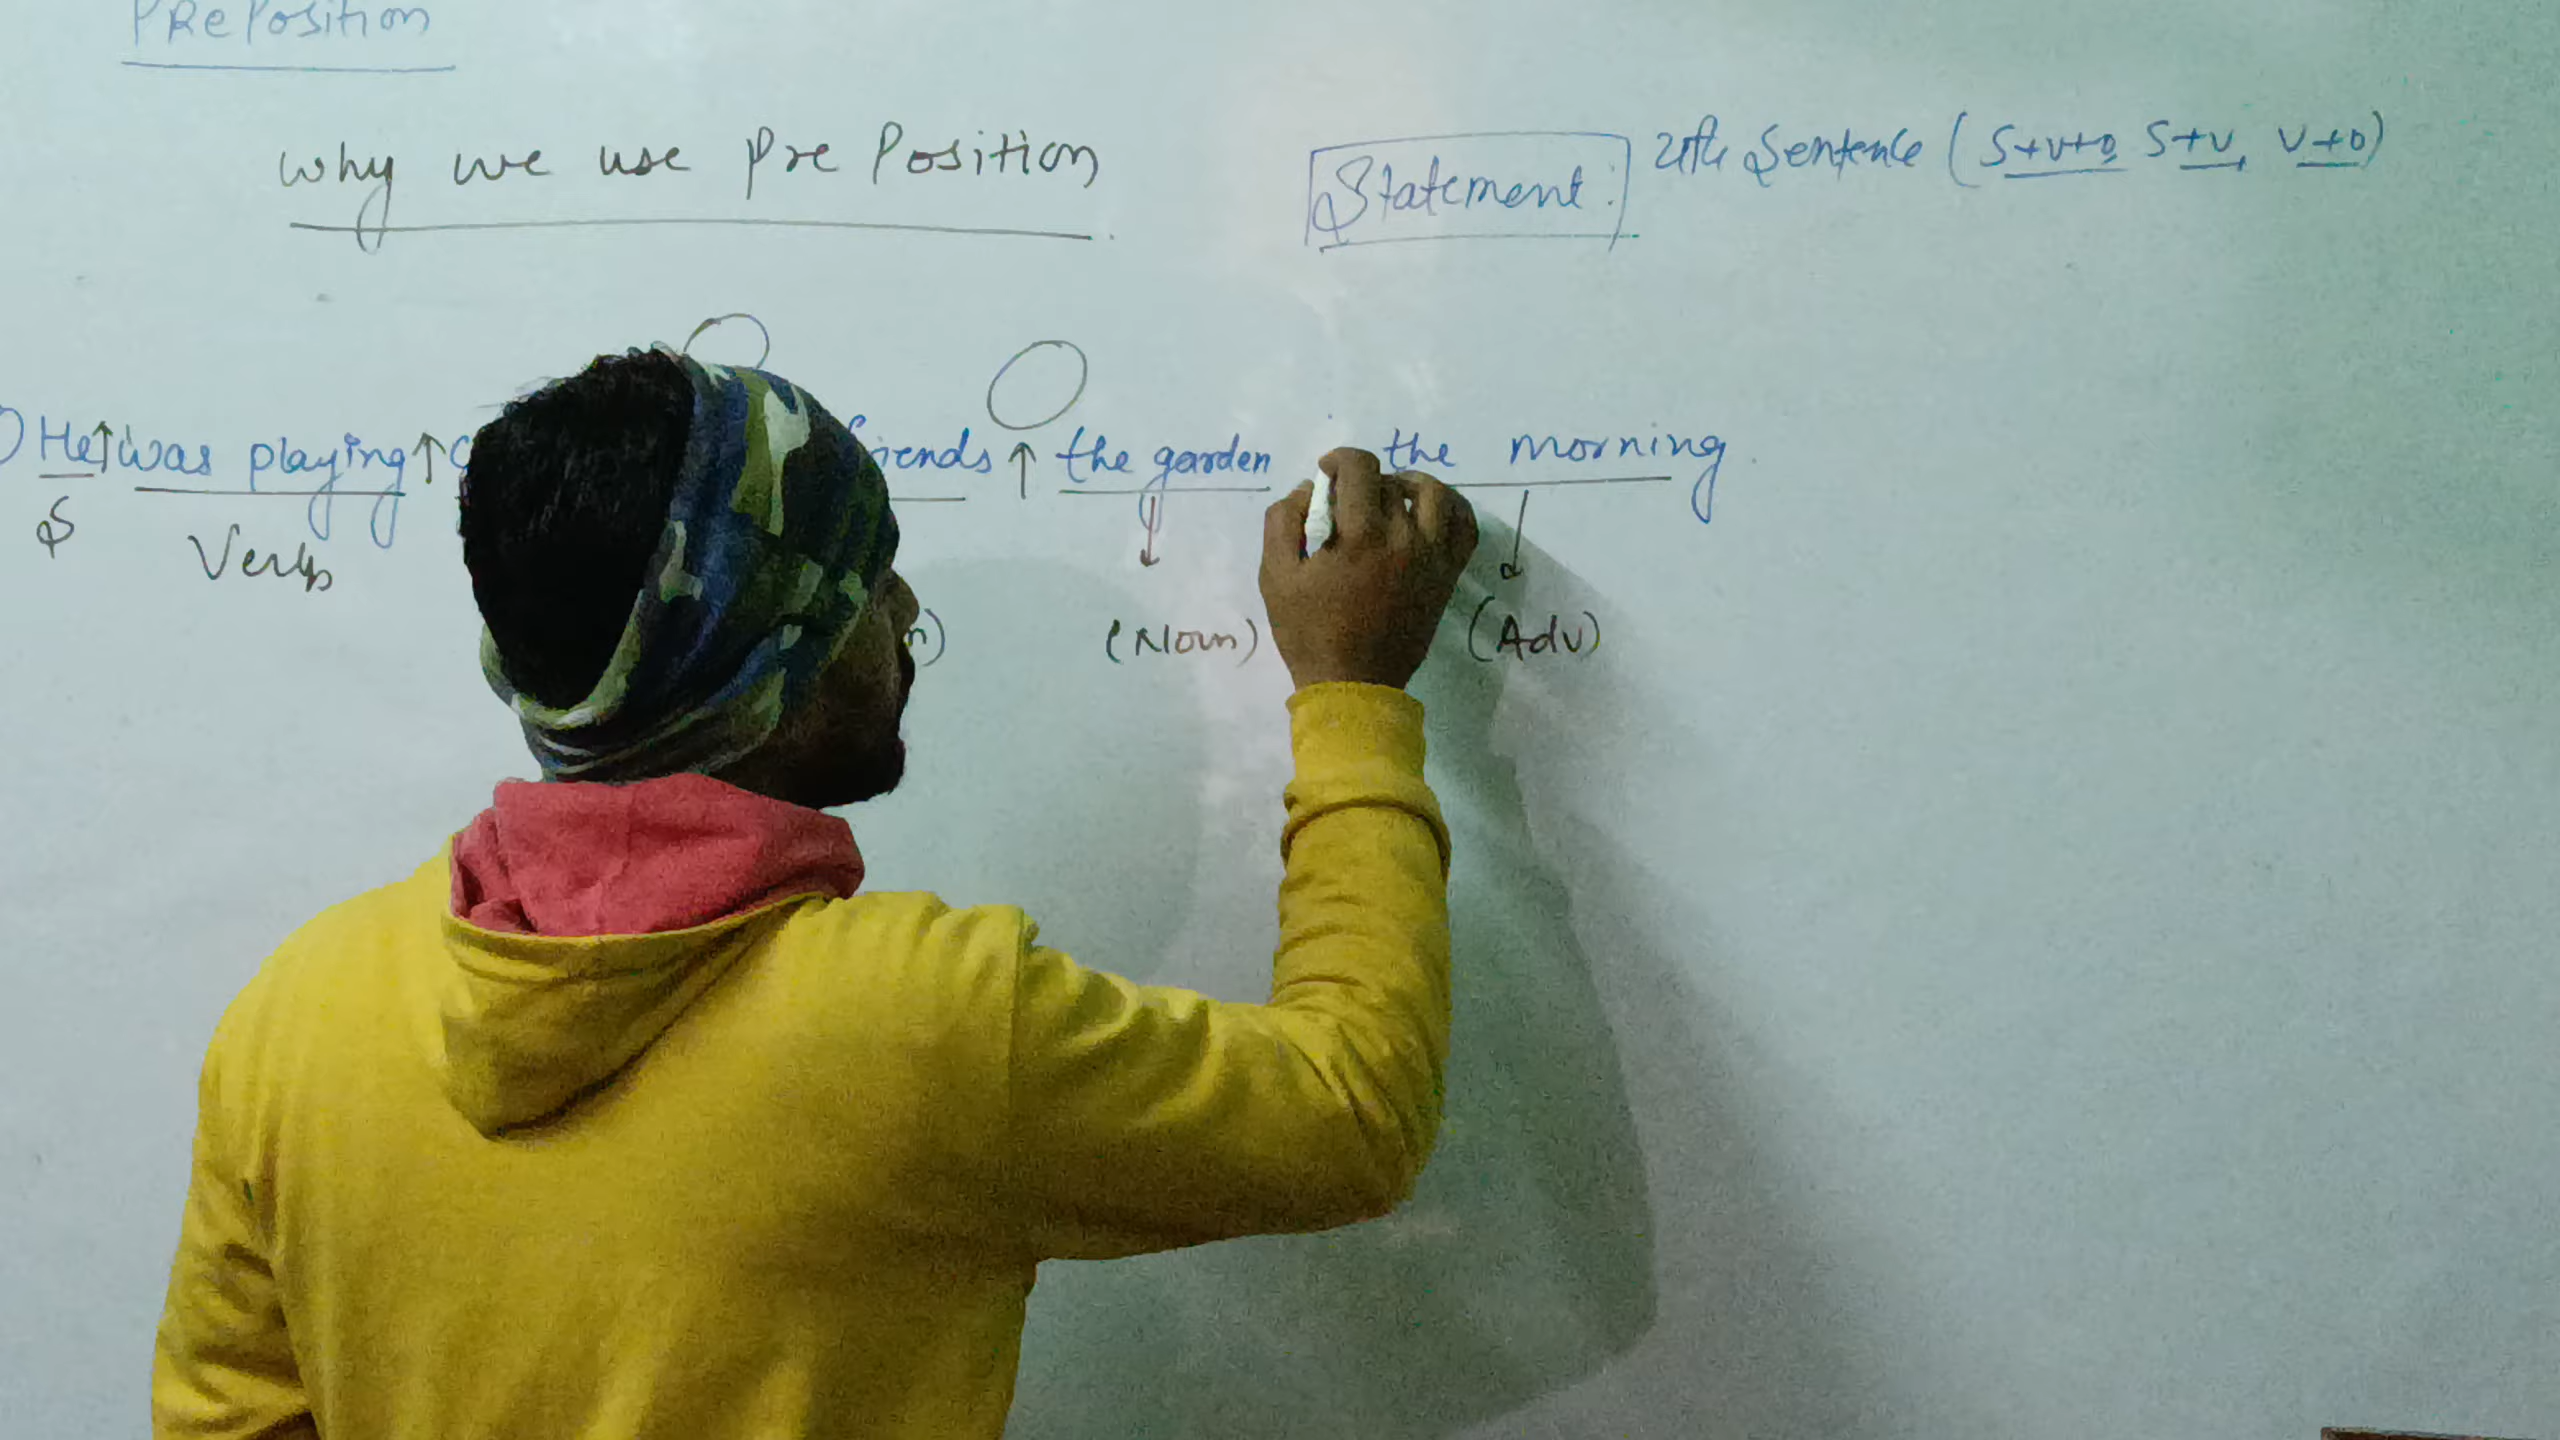 PRePosition
why we use Pre Position
Statement: Sentence (S+v+o S+v, v+o)
He↑was playing↑ friends ↑ the garden the morning
S Verb (Noun) (Adv)